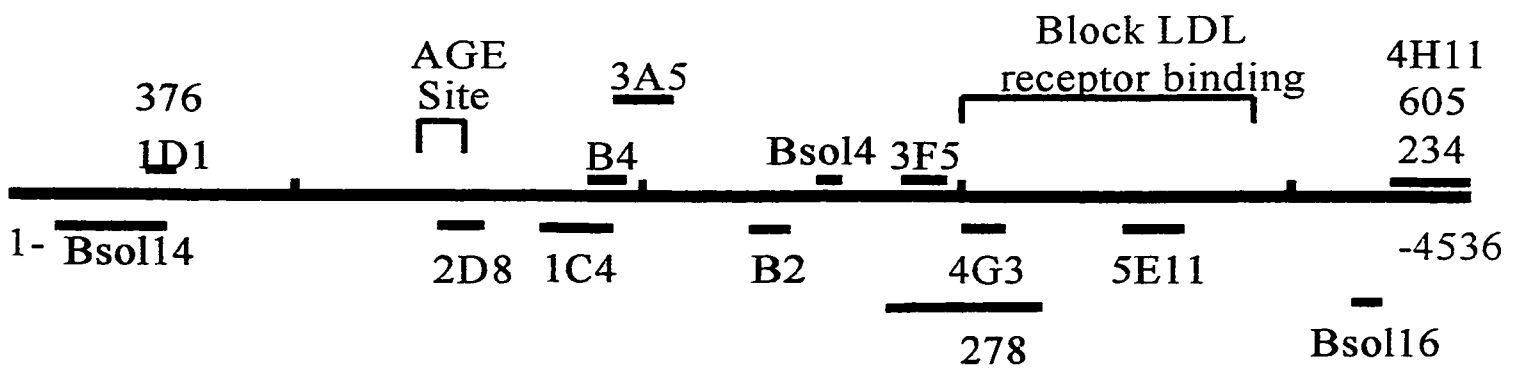 Block LDL
receptor binding
AGE
Site
3A5
4H11
605
234
376
1D1
B4
Bsol4
3F5
1-
Bsol14
2D8
1C4
B2
4G3
5E11
-4536
278
Bsol16